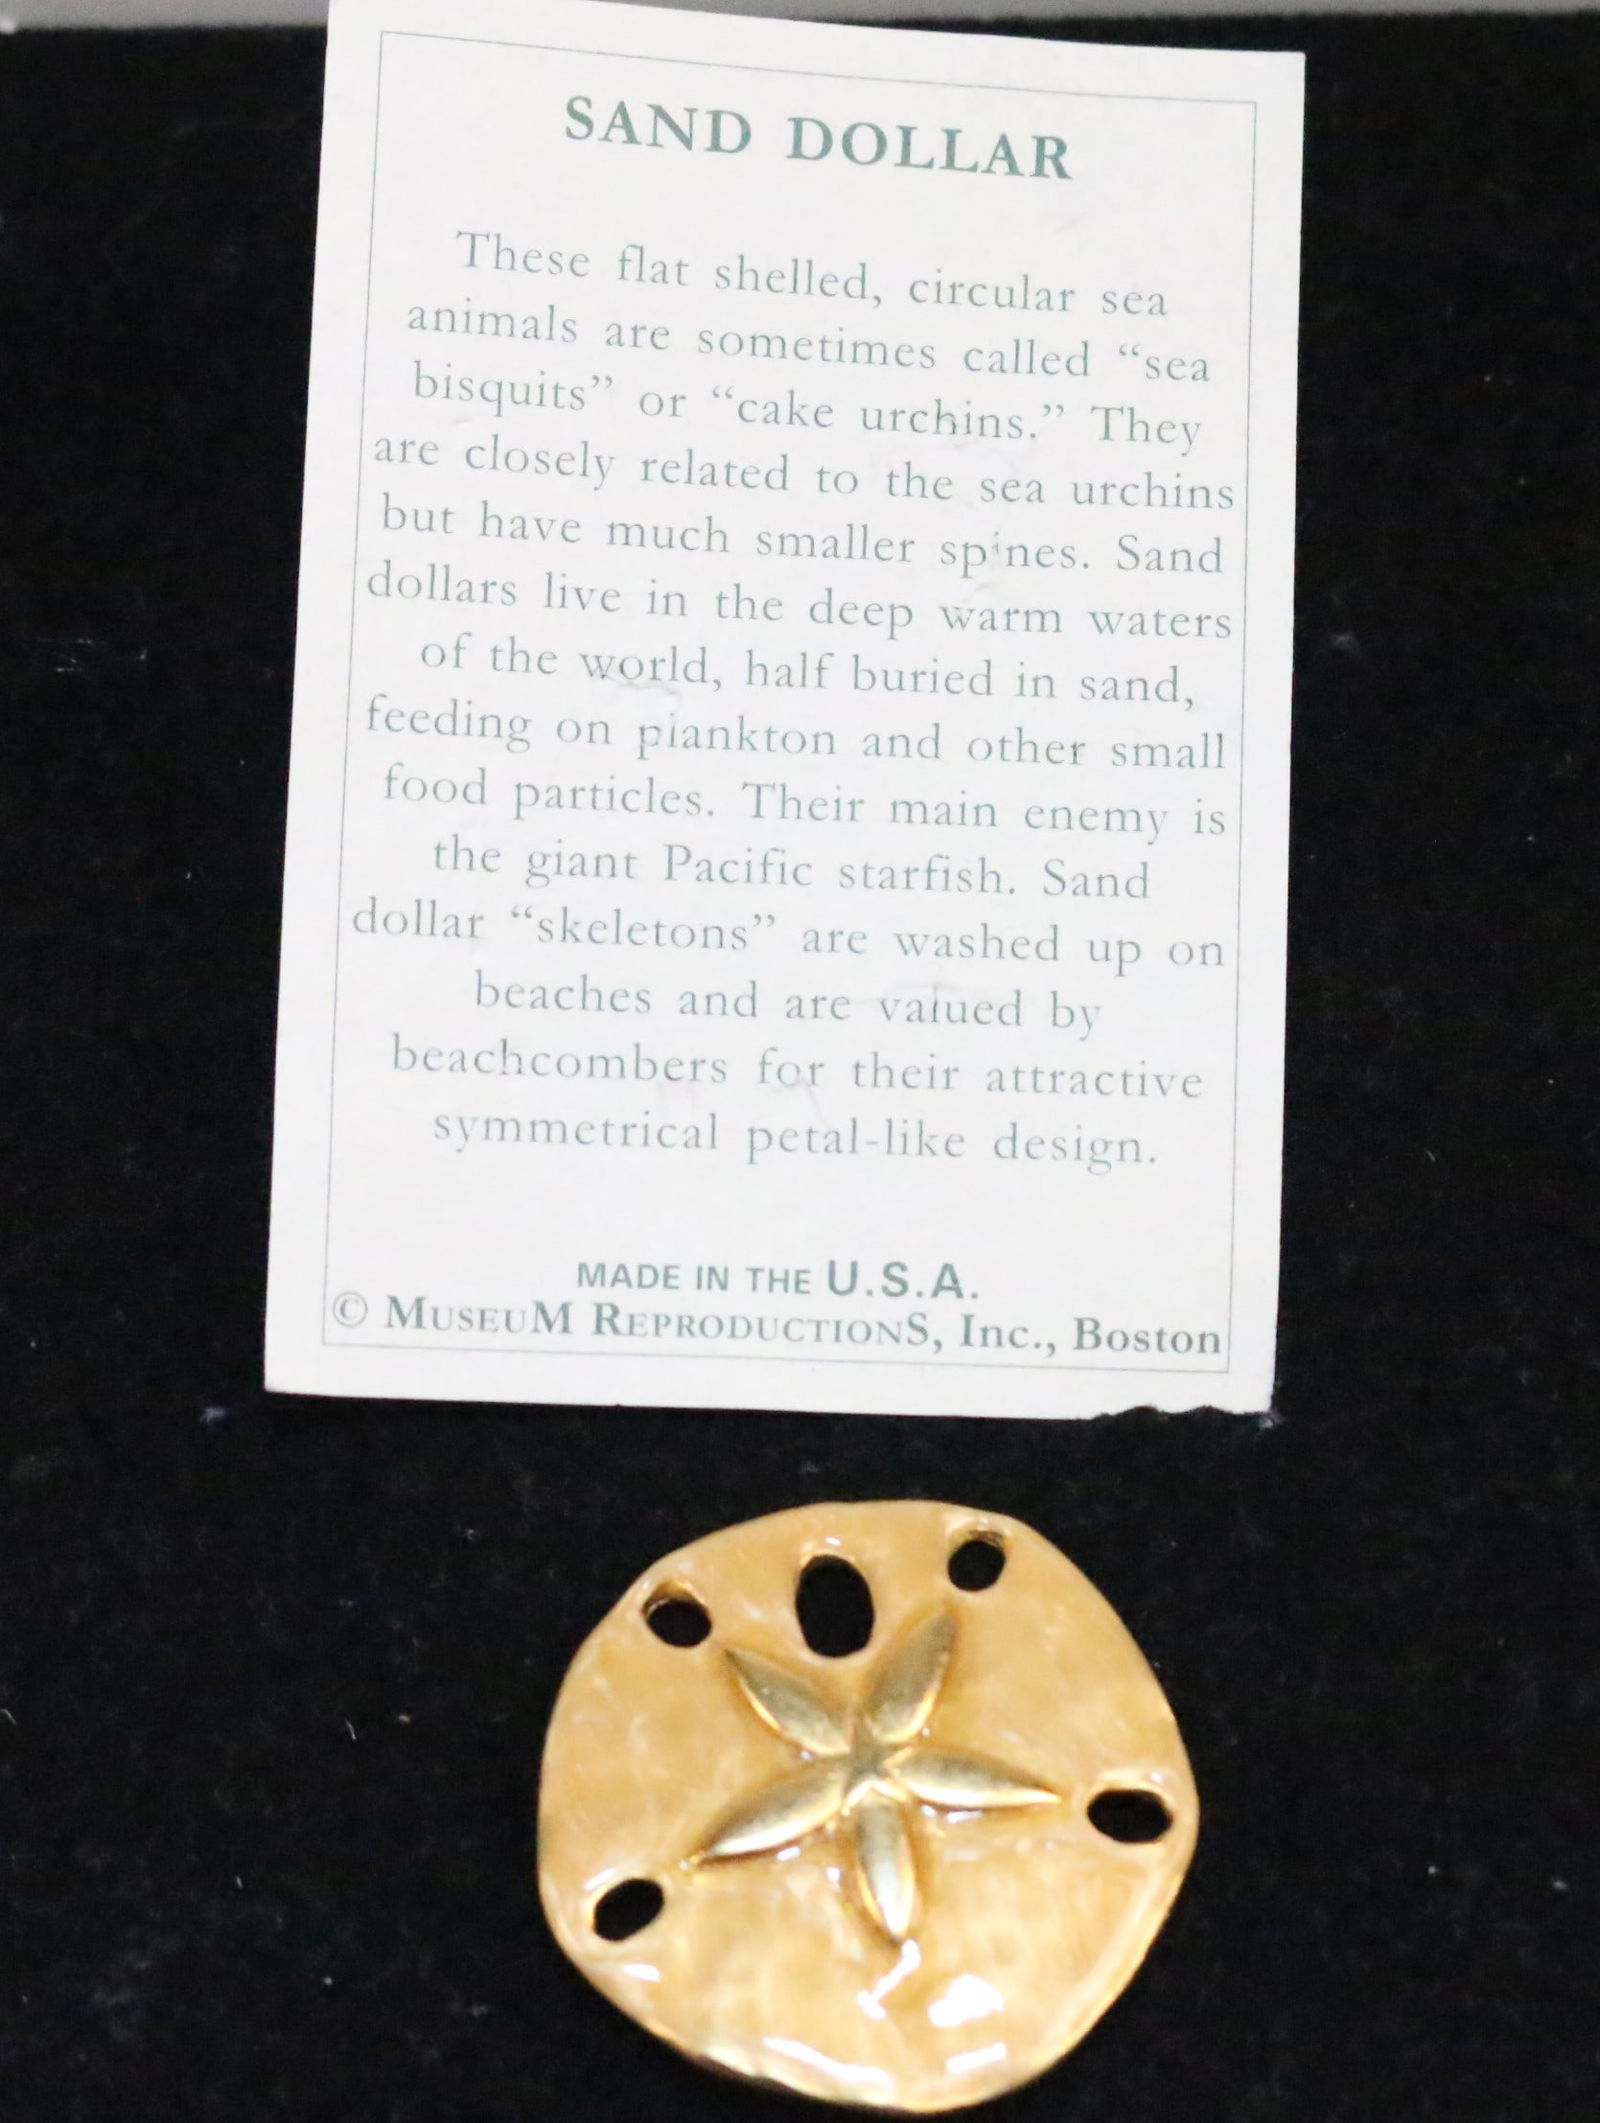 SAND DOLLAR
These flat shelled, circular sea
animals are sometimes called “sea
bisquits” or “cake urchins.” They
are closely related to the sea urchins
but have much smaller spines. Sand
dollars live in the deep warm waters
of the world, half buried in sand,
feeding on plankton and other small
food particles. Their main enemy is
the giant Pacific starfish. Sand
dollar “skeletons” are washed up on
beaches and are valued by
beachcombers for their attractive
symmetrical petal-like design.
MADE IN THE U.S.A.
© MUSEUM REPRODUCTIONS, Inc., Boston